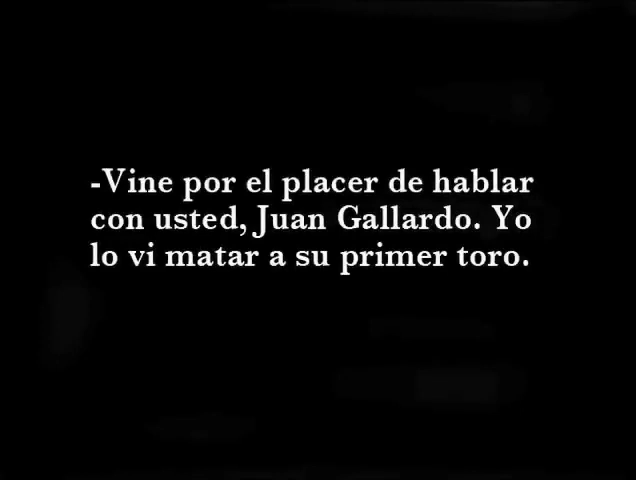 -Vine por el placer de hablar
con usted, Juan Gallardo. Yo
lo vi matar a su primer toro.